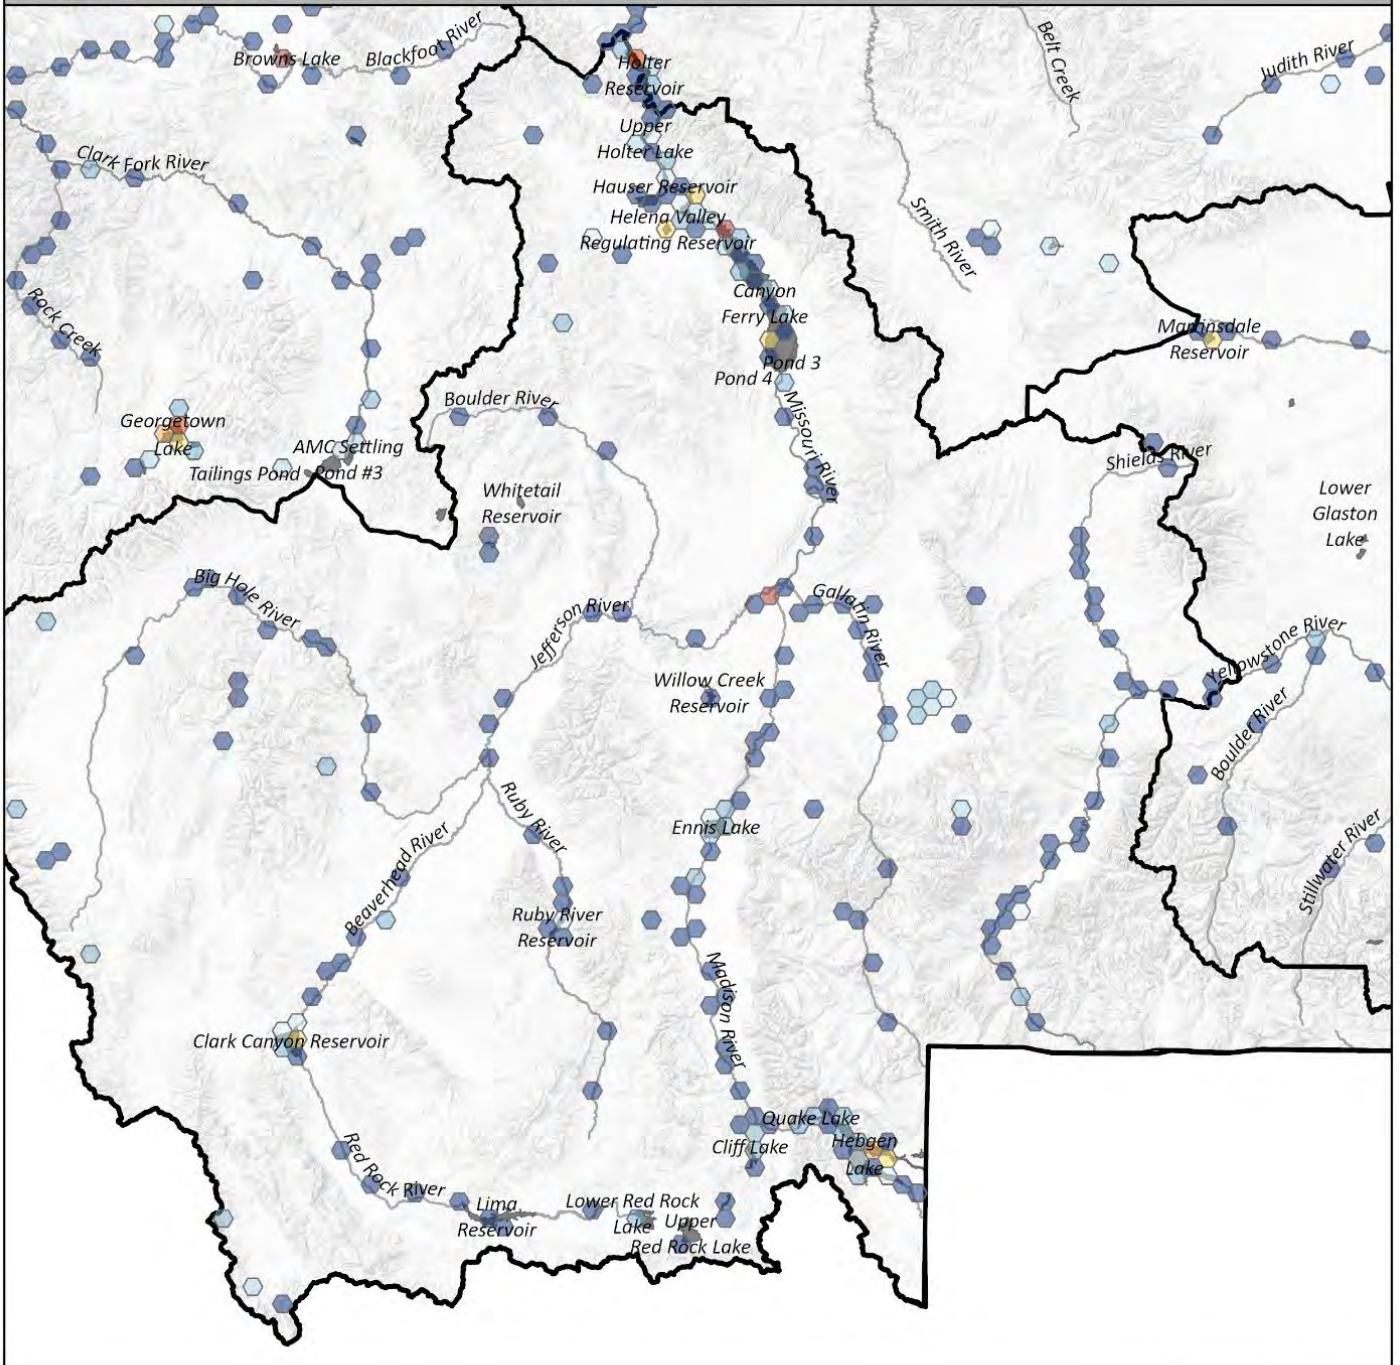 Browns Lake
Blackfoot River
Holter
Reservoir
Belt Creek
Judith River
Upper
Holter Lake
Clark Fork River
Hauser Reservoir
Helena Valley
Regulating Reservoir
Smith River
Canyon
Ferry Lake
Rock Creek
Martinsdale
Reservoir
Pond 3
Pond 4
Missouri River
Boulder River
Georgetown
Lake
AMC Settling
Pond #3
Tailings Pond
Shields River
Whitetail
Reservoir
Lower
Glaston
Lake
Big Hole River
Jefferson River
Gallatin River
Yellowstone River
Willow Creek
Reservoir
Boulder River
Ruby River
Ennis Lake
Beaverhead River
Stillwater River
Ruby River
Reservoir
Madison River
Clark Canyon Reservoir
Quake Lake
Cliff Lake
Hebgen
Lake
Red Rock River
Lima
Reservoir
Lower Red Rock
Lake
Upper
Red Rock Lake